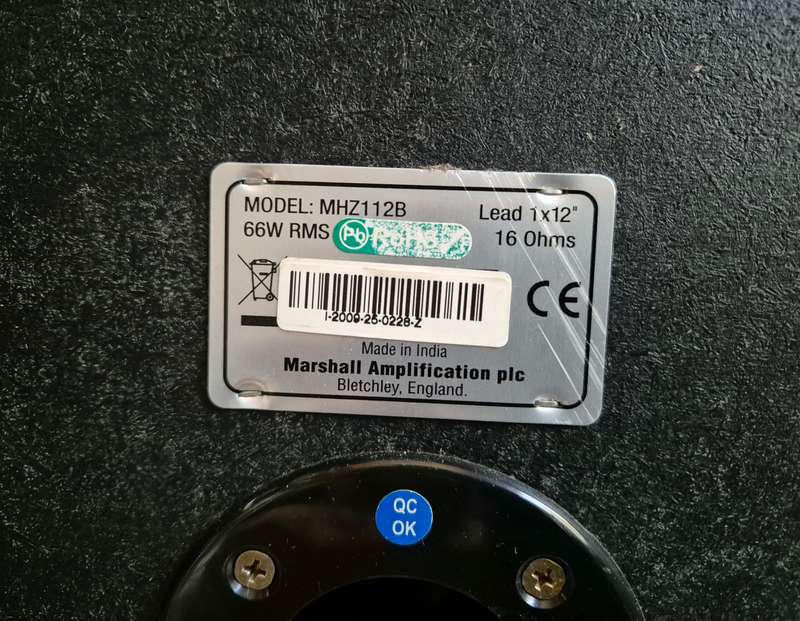 MODEL: MHZ112B
Lead 1x12"
66W RMS
Pb
RoHS
16 Ohms
CE
I-2009-25-0228-Z
Made in India
Marshall Amplification plc
Bletchley, England.
QC
OK